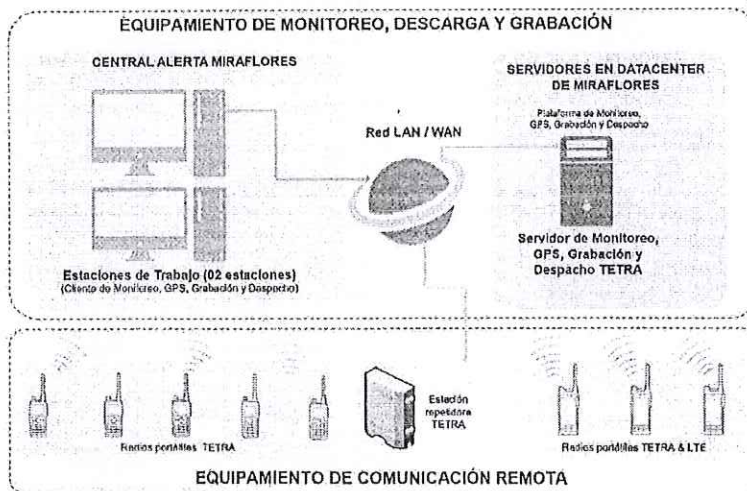 EQUIPAMIENTO DE MONITOREO, DESCARGA Y GRABACIÓN
CENTRAL ALERTA MIRAFLORES
Estaciones de Trabajo (02 estaciones)
(Cliente de Monitoreo, GPS, Grabación y Despacho)
Red LAN / WAN
SERVIDORES EN DATACENTER
DE MIRAFLORES
Plataforma de Monitoreo,
GPS, Grabación y Despacho
Servidor de Monitoreo,
GPS, Grabación y
Despacho TETRA
Radios portátiles TETRA
Estación
repetidora
TETRA
Radios portátiles TETRA & LTE
EQUIPAMIENTO DE COMUNICACIÓN REMOTA